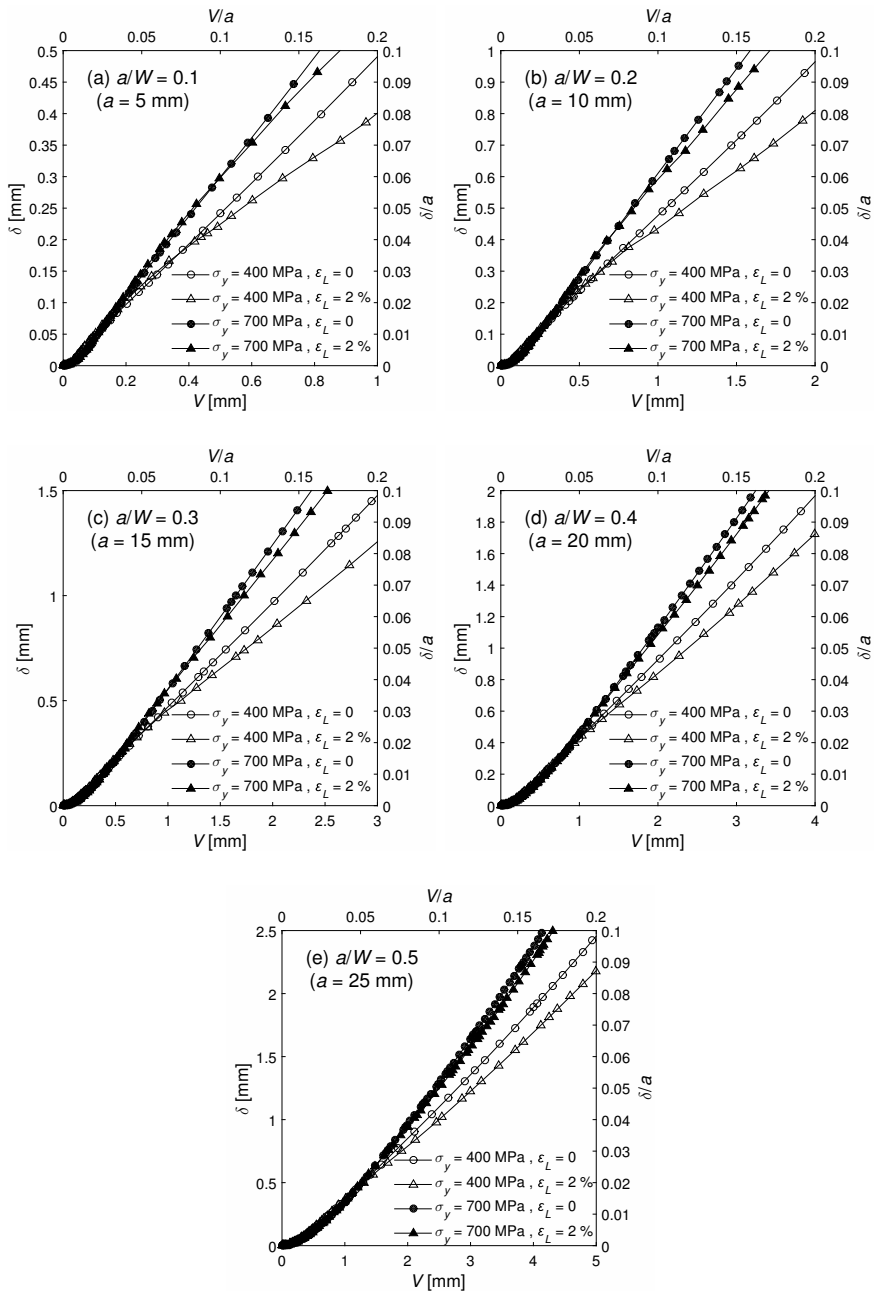 V/a
0 0.05 0.1 0.15 0.2
(a) a/W = 0.1
(a = 5 mm)
δ [mm]
0.5
0.45
0.4
0.35
0.3
0.25
0.2
0.15
0.1
0.05
0
0.1
0.09
0.08
0.07
0.06
0.05
0.04
0.03
0.02
0.01
0
δ/a
σy = 400 MPa , εL = 0
σy = 400 MPa , εL = 2 %
σy = 700 MPa , εL = 0
σy = 700 MPa , εL = 2 %
0 0.2 0.4 0.6 0.8 1
V [mm]
V/a
0 0.05 0.1 0.15 0.2
(b) a/W = 0.2
(a = 10 mm)
δ [mm]
1
0.9
0.8
0.7
0.6
0.5
0.4
0.3
0.2
0.1
0
0.1
0.09
0.08
0.07
0.06
0.05
0.04
0.03
0.02
0.01
0
δ/a
σy = 400 MPa , εL = 0
σy = 400 MPa , εL = 2%
σy = 700 MPa , εL = 0
σy = 700 MPa , εL = 2 %
0 0.5 1 1.5 2
V [mm]
V/a
0 0.05 0.1 0.15 0.2
(c) a/W = 0.3
(a = 15 mm)
δ [mm]
1.5
1
0.5
0
0.1
0.09
0.08
0.07
0.06
0.05
0.04
0.03
0.02
0.01
0
δ/a
σy = 400 MPa , εL = 0
σy = 400 MPa , εL = 2 %
σy = 700 MPa , εL = 0
σy = 700 MPa , εL = 2 %
0 0.5 1 1.5 2 2.5 3
V [mm]
V/a
0 0.05 0.1 0.15 0.2
(d) a/W = 0.4
(a = 20 mm)
δ [mm]
2
1.8
1.6
1.4
1.2
1
0.8
0.6
0.4
0.2
0
0.1
0.09
0.08
0.07
0.06
0.05
0.04
0.03
0.02
0.01
0
δ/a
σy = 400 MPa , εL = 0
σy = 400 MPa , εL = 2%
σy = 700 MPa , εL = 0
σy = 700 MPa , εL = 2 %
0 1 2 3 4
V [mm]
V/a
0 0.05 0.1 0.15 0.2
(e) a/W = 0.5
(a = 25 mm)
δ [mm]
2.5
2
1.5
1
0.5
0
0.1
0.09
0.08
0.07
0.06
0.05
0.04
0.03
0.02
0.01
0
δ/a
σy = 400 MPa , εL = 0
σy = 400 MPa , εL = 2%
σy = 700 MPa , εL = 0
σy = 700 MPa , εL = 2 %
0 1 2 3 4 5
V [mm]